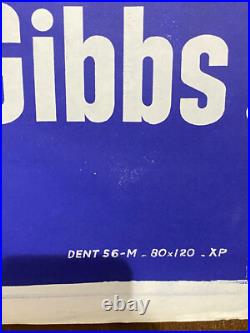 Gibbs
DENT 56-M - 80x120 - XP